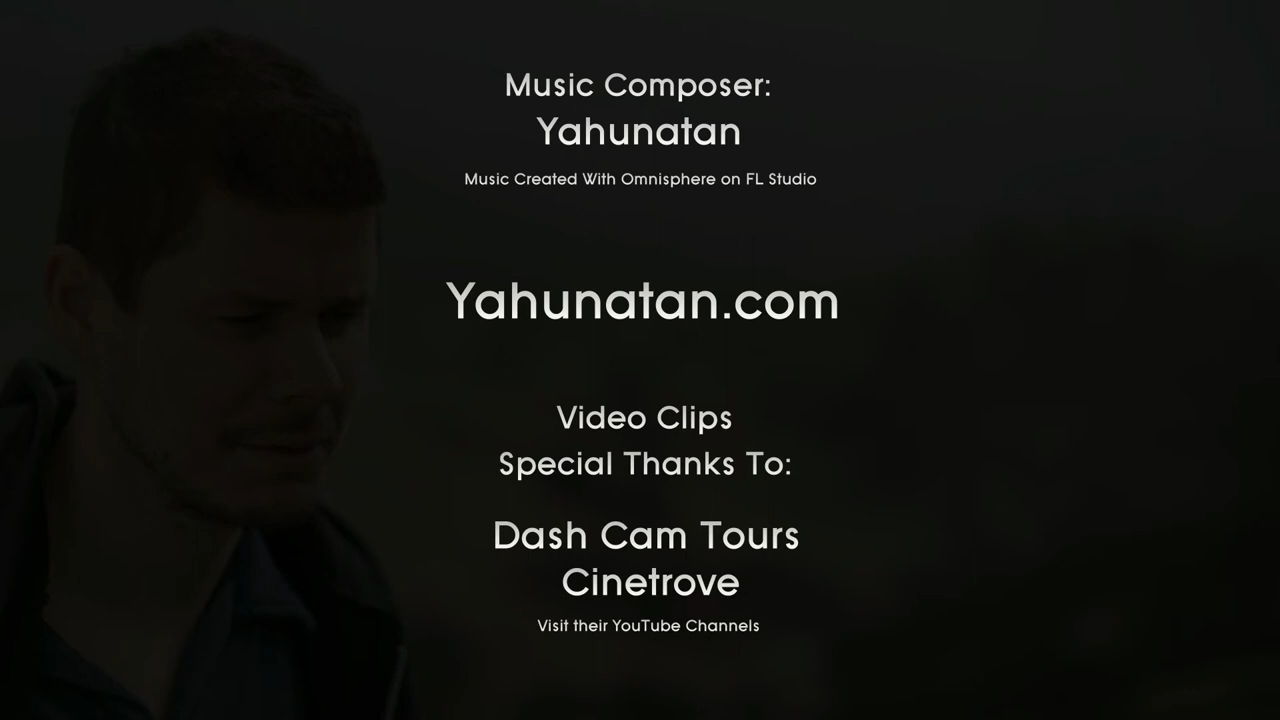 Music Composer:
Yahunatan
Music Created With Omnisphere on FL Studio
Yahunatan.com
Video Clips
Special Thanks To:
Dash Cam Tours
Cinetrove
Visit their YouTube Channels